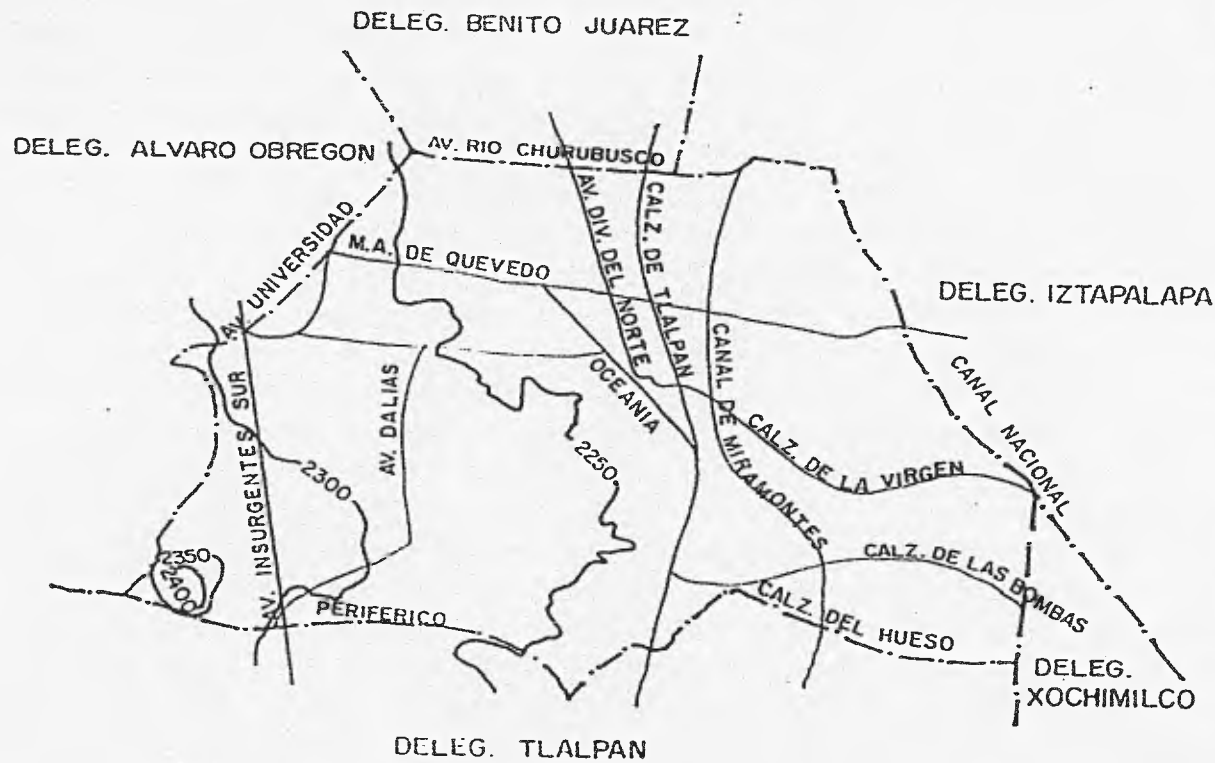 DELEG. BENITO JUAREZ
DELEG. ALVARO OBREGON
AV. RIO CHURUBUSCO
AV. UNIVERSIDAD
M.A. DE QUEVEDO
AV. DIV. DEL NORTE
CALZ. DE TLALPAN
DELEG. IZTAPALAPA
CANAL NACIONAL
CANAL DE MIRAMONTES
OCEANIA
AV. DALIAS
AV. INSURGENTES SUR
CALZ. DE LA VIRGEN
2250
2300
2350
2400
CALZ. DE LAS BOMBAS
PERIFERICO
CALZ. DEL HUESO
DELEG.
XOCHIMILCO
DELEG. TLALPAN